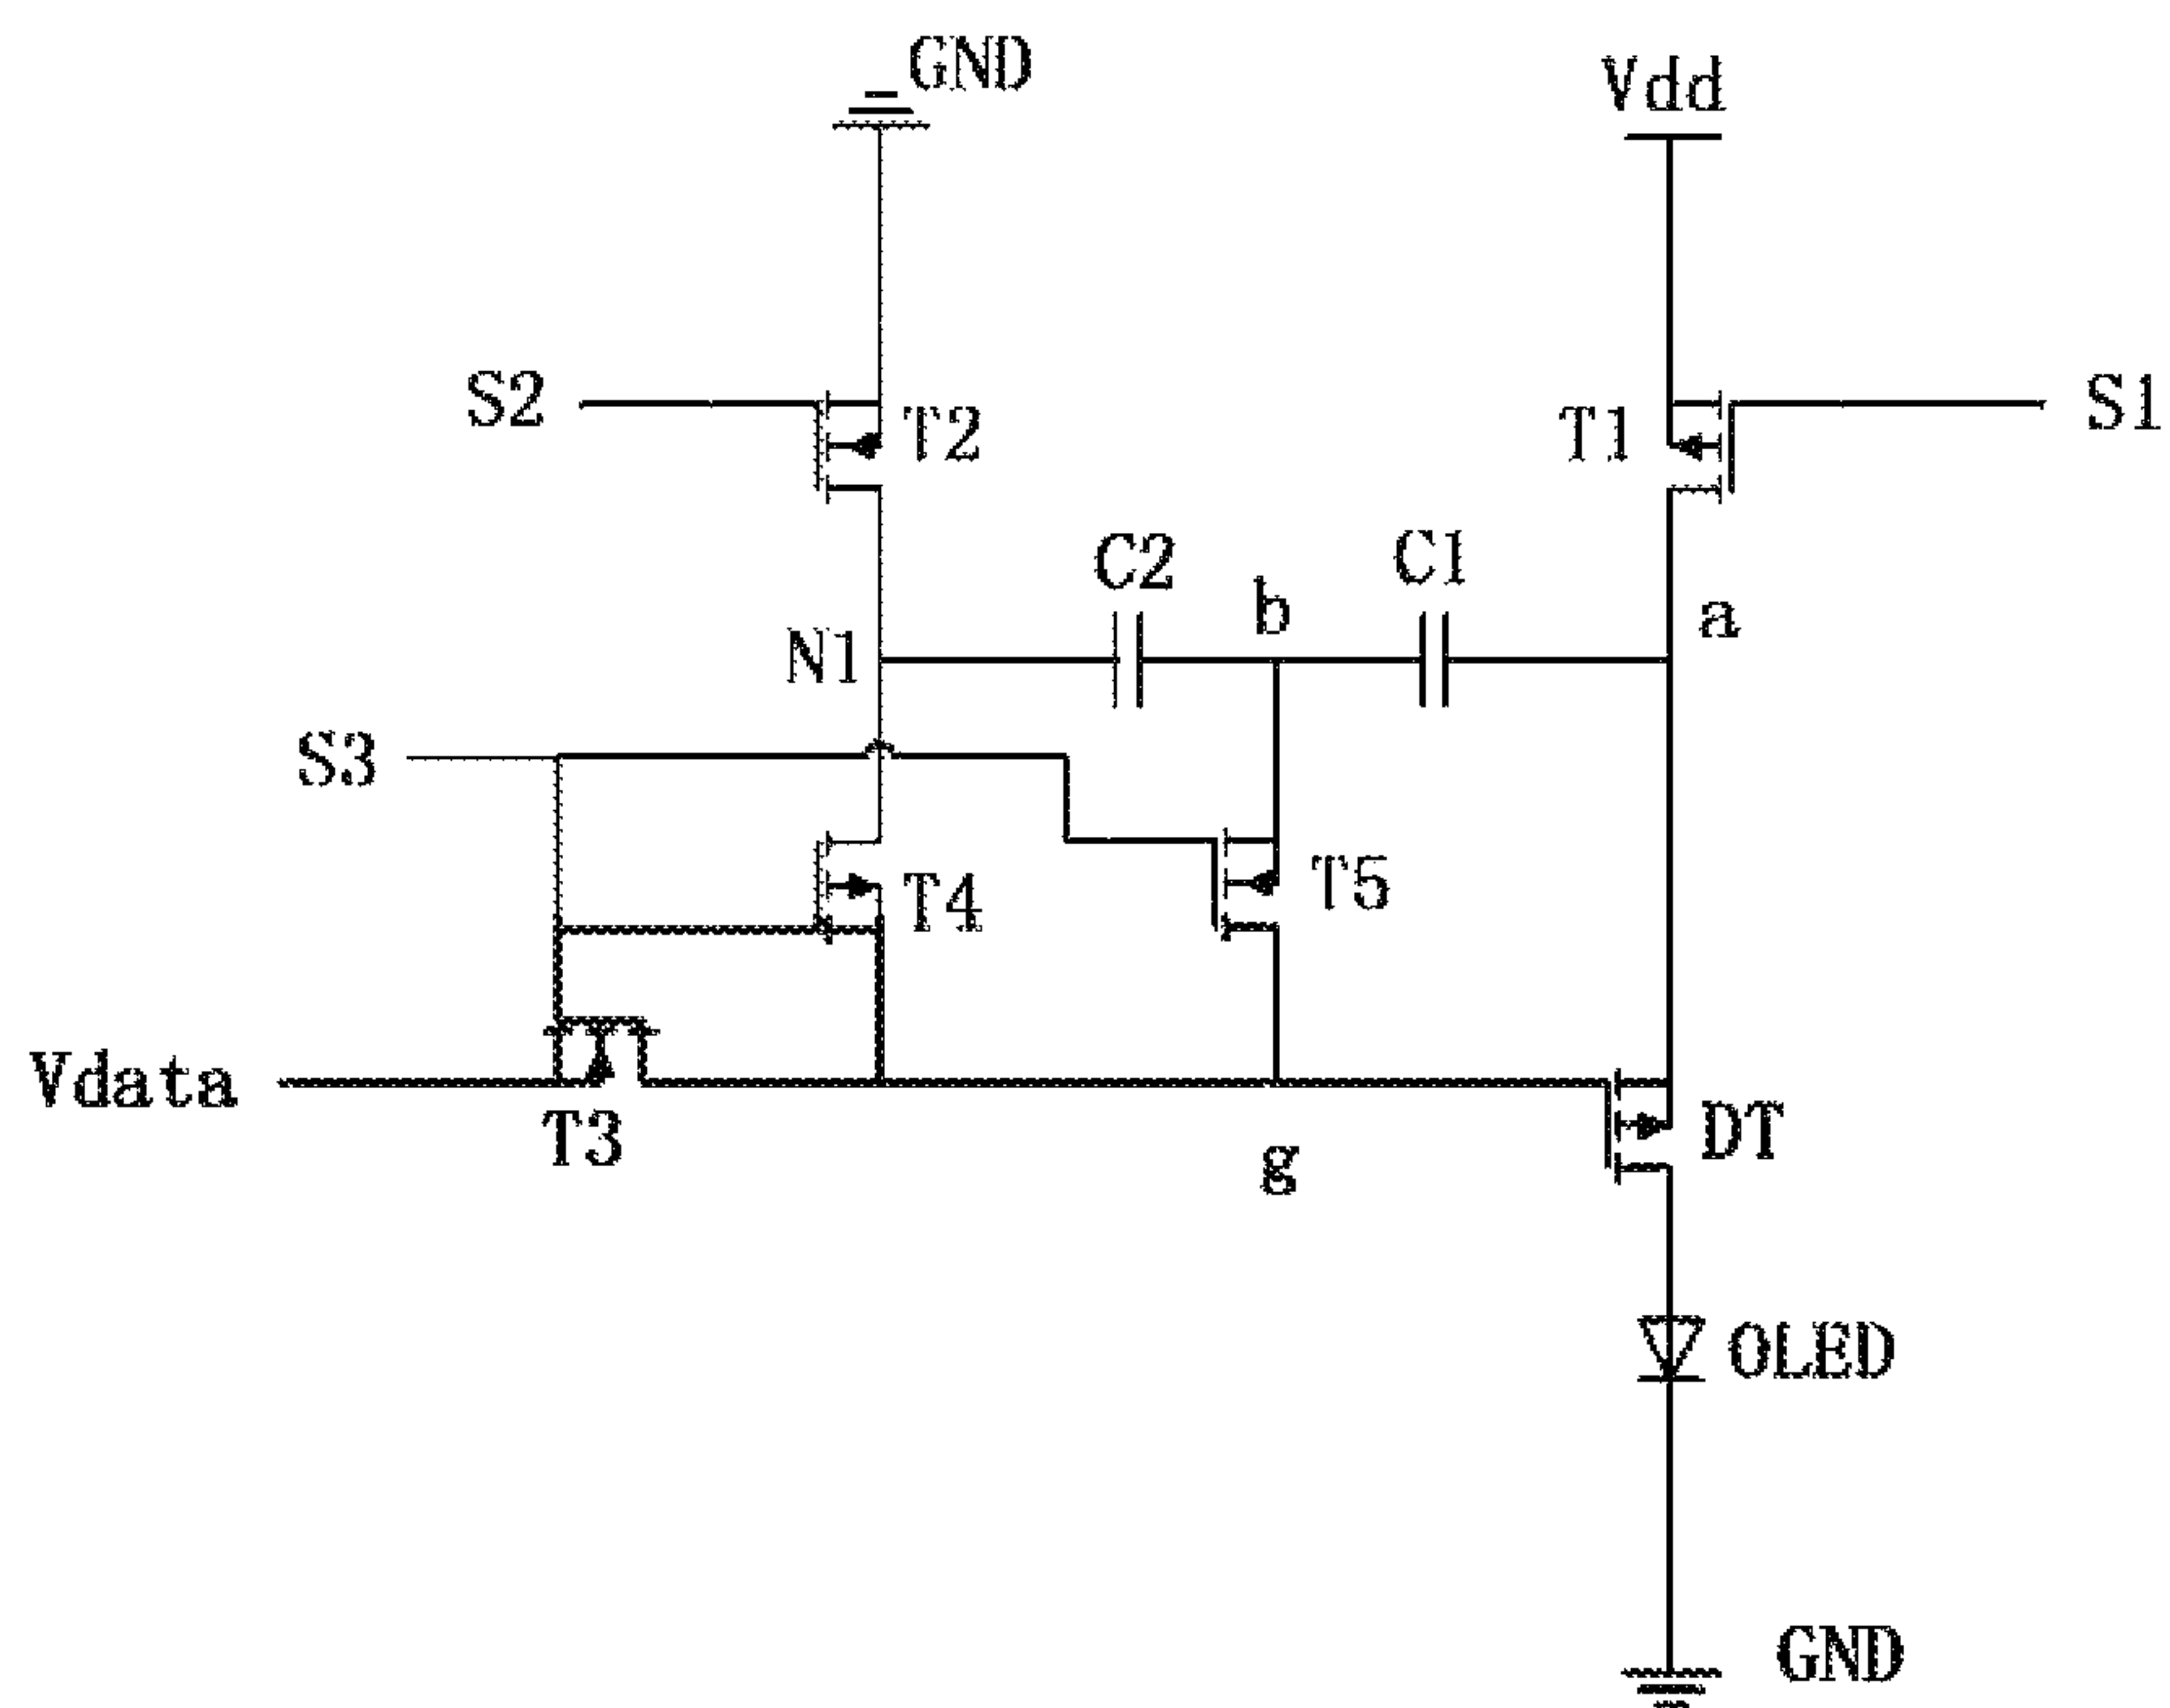 GND
Vdd
S2
T2
T1
S1
C2
b
C1
a
N1
S3
T4
T5
Vdata
T3
g
DT
OLED
GND